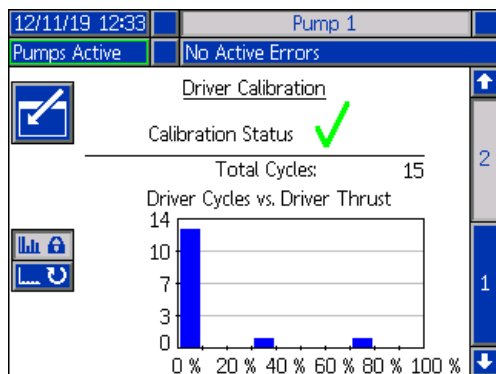 12/11/19 12:33 Pump 1
Pumps Active No Active Errors
Driver Calibration
Calibration Status
2
Total Cycles: 15
Driver Cycles vs. Driver Thrust
14
10
7
3
0
1
0 % 20 % 40 % 60 % 80 % 100 %